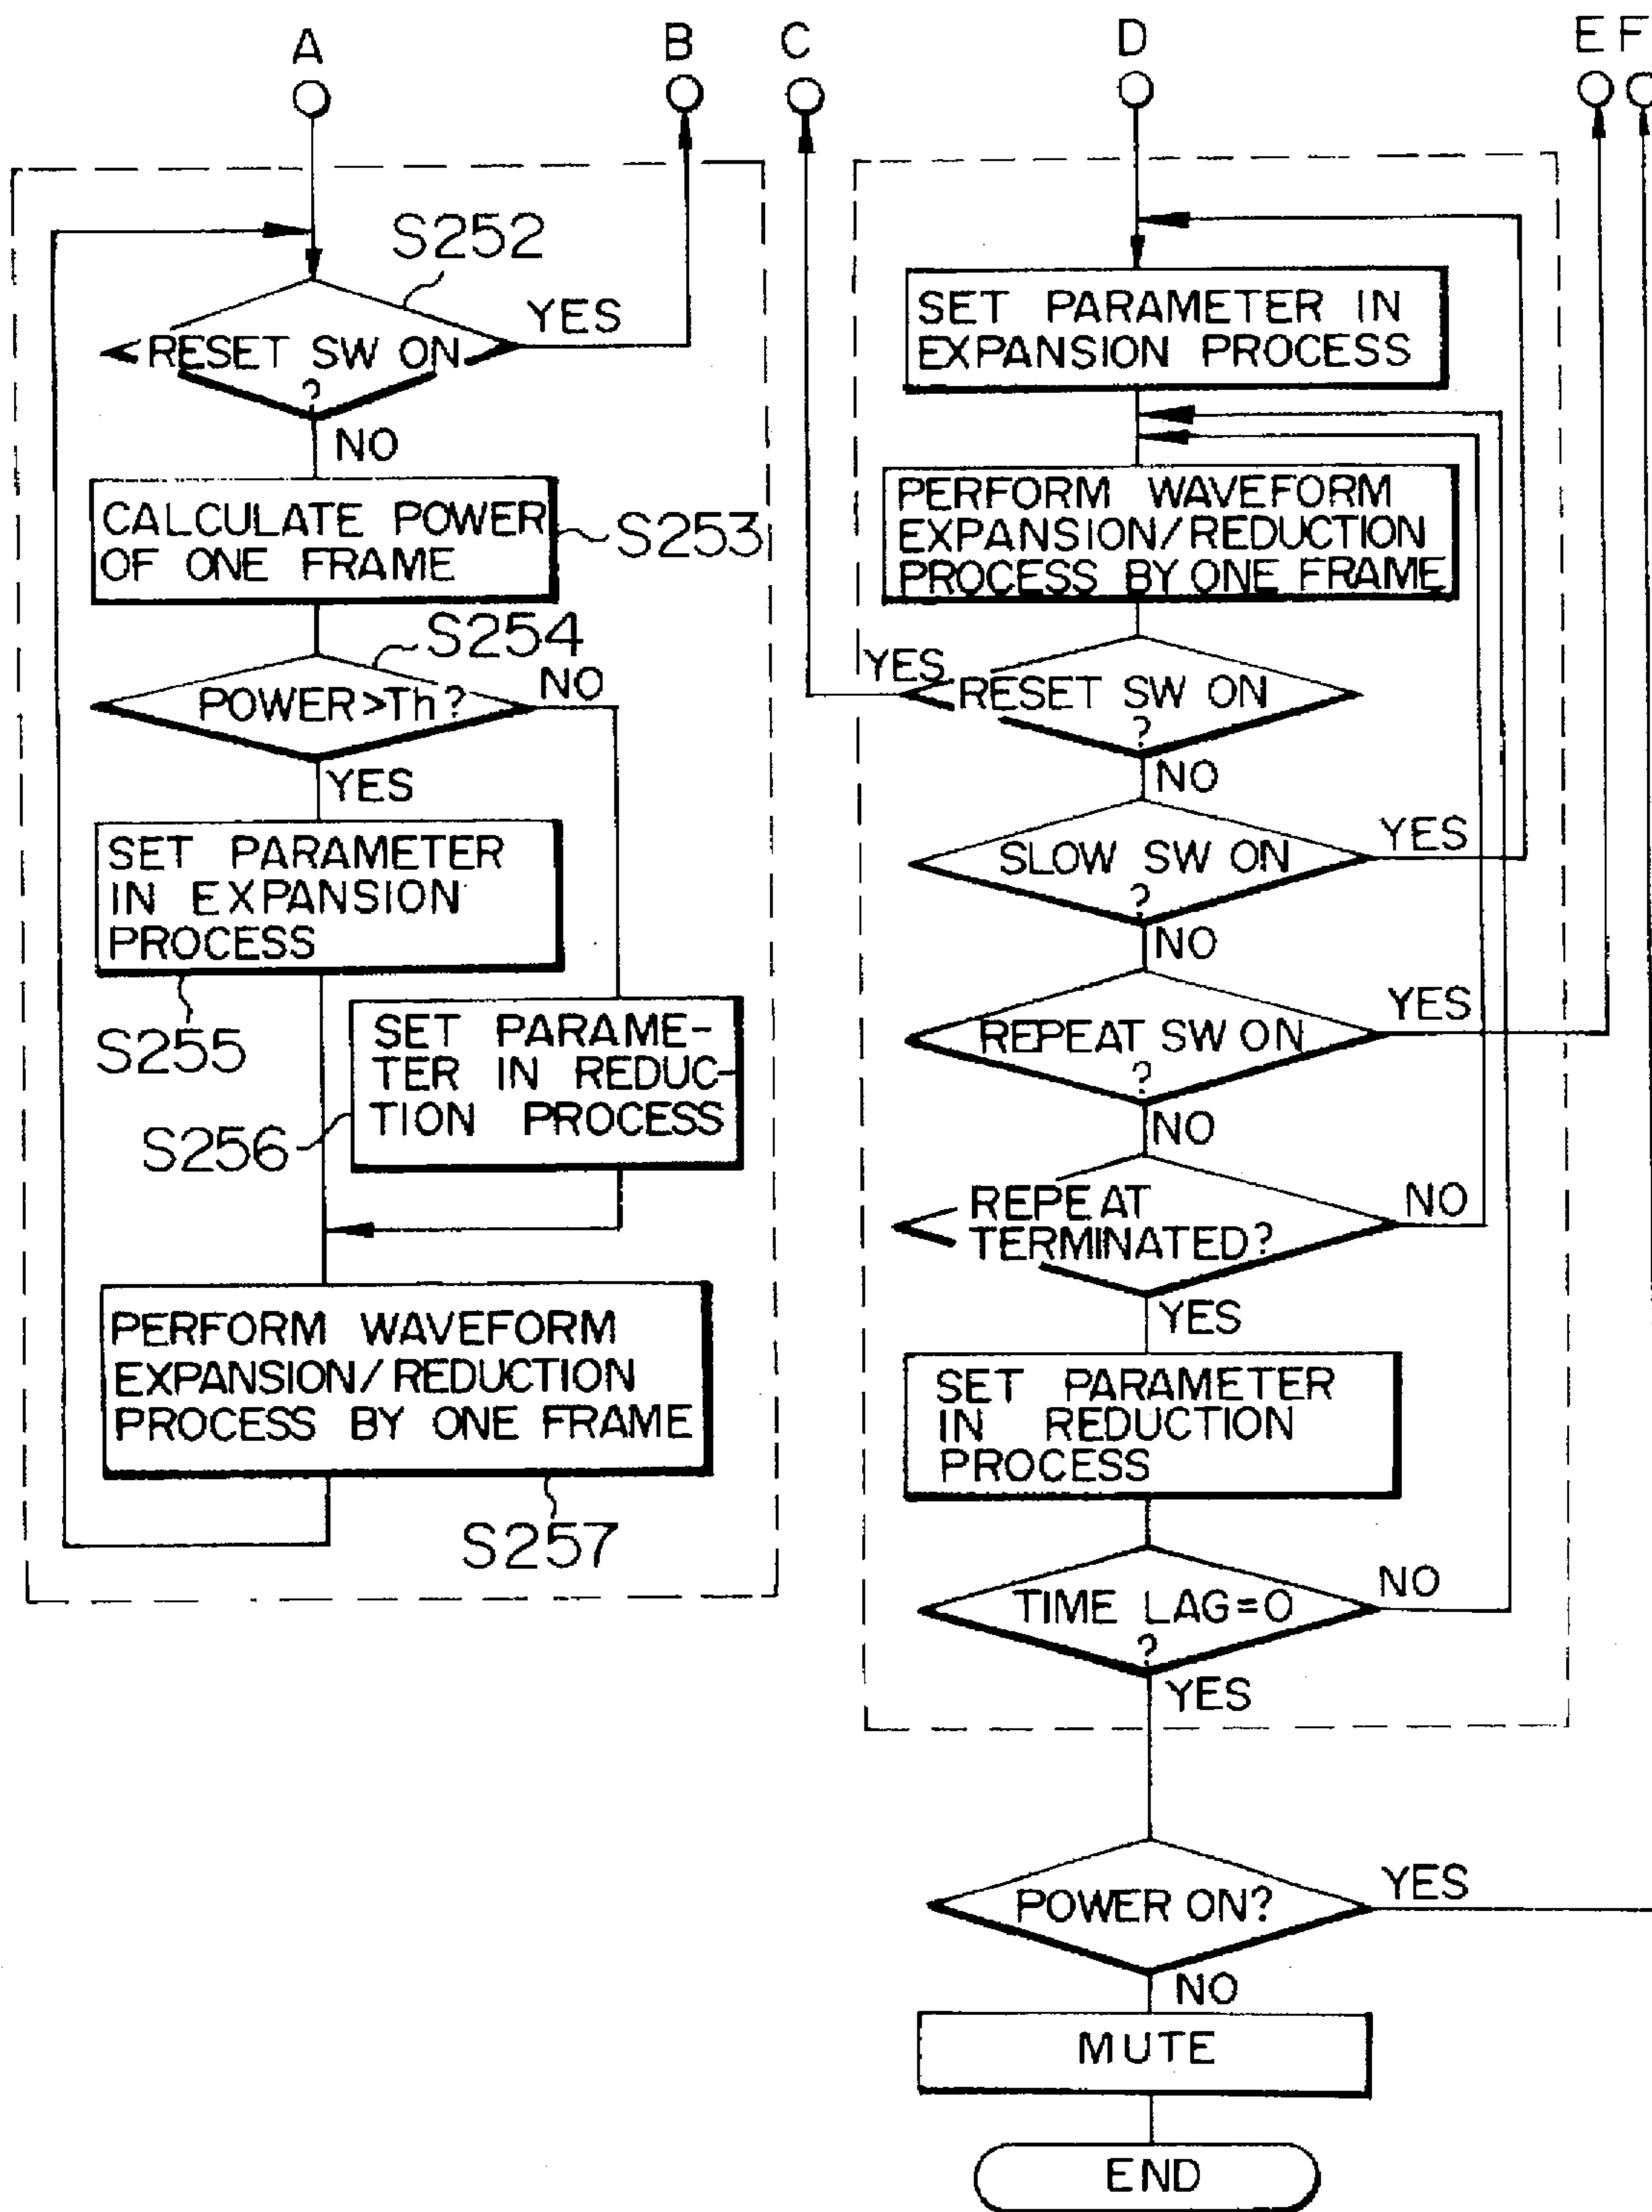 A
B
C
D
E
F
S252
RESET SW ON
?
YES
NO
CALCULATE POWER
OF ONE FRAME
S253
S254
POWER>Th?
NO
YES
SET PARAMETER
IN EXPANSION
PROCESS
S255
SET PARAME-
TER IN REDUC-
TION PROCESS
S256
PERFORM WAVEFORM
EXPANSION/REDUCTION
PROCESS BY ONE FRAME
S257
SET PARAMETER IN
EXPANSION PROCESS
PERFORM WAVEFORM
EXPANSION/REDUCTION
PROCESS BY ONE FRAME
YES
RESET SW ON
?
NO
SLOW SW ON
?
YES
NO
REPEAT SW ON
?
YES
NO
REPEAT
TERMINATED?
NO
YES
SET PARAMETER
IN REDUCTION
PROCESS
TIME LAG=0
?
NO
YES
POWER ON?
YES
NO
MUTE
END